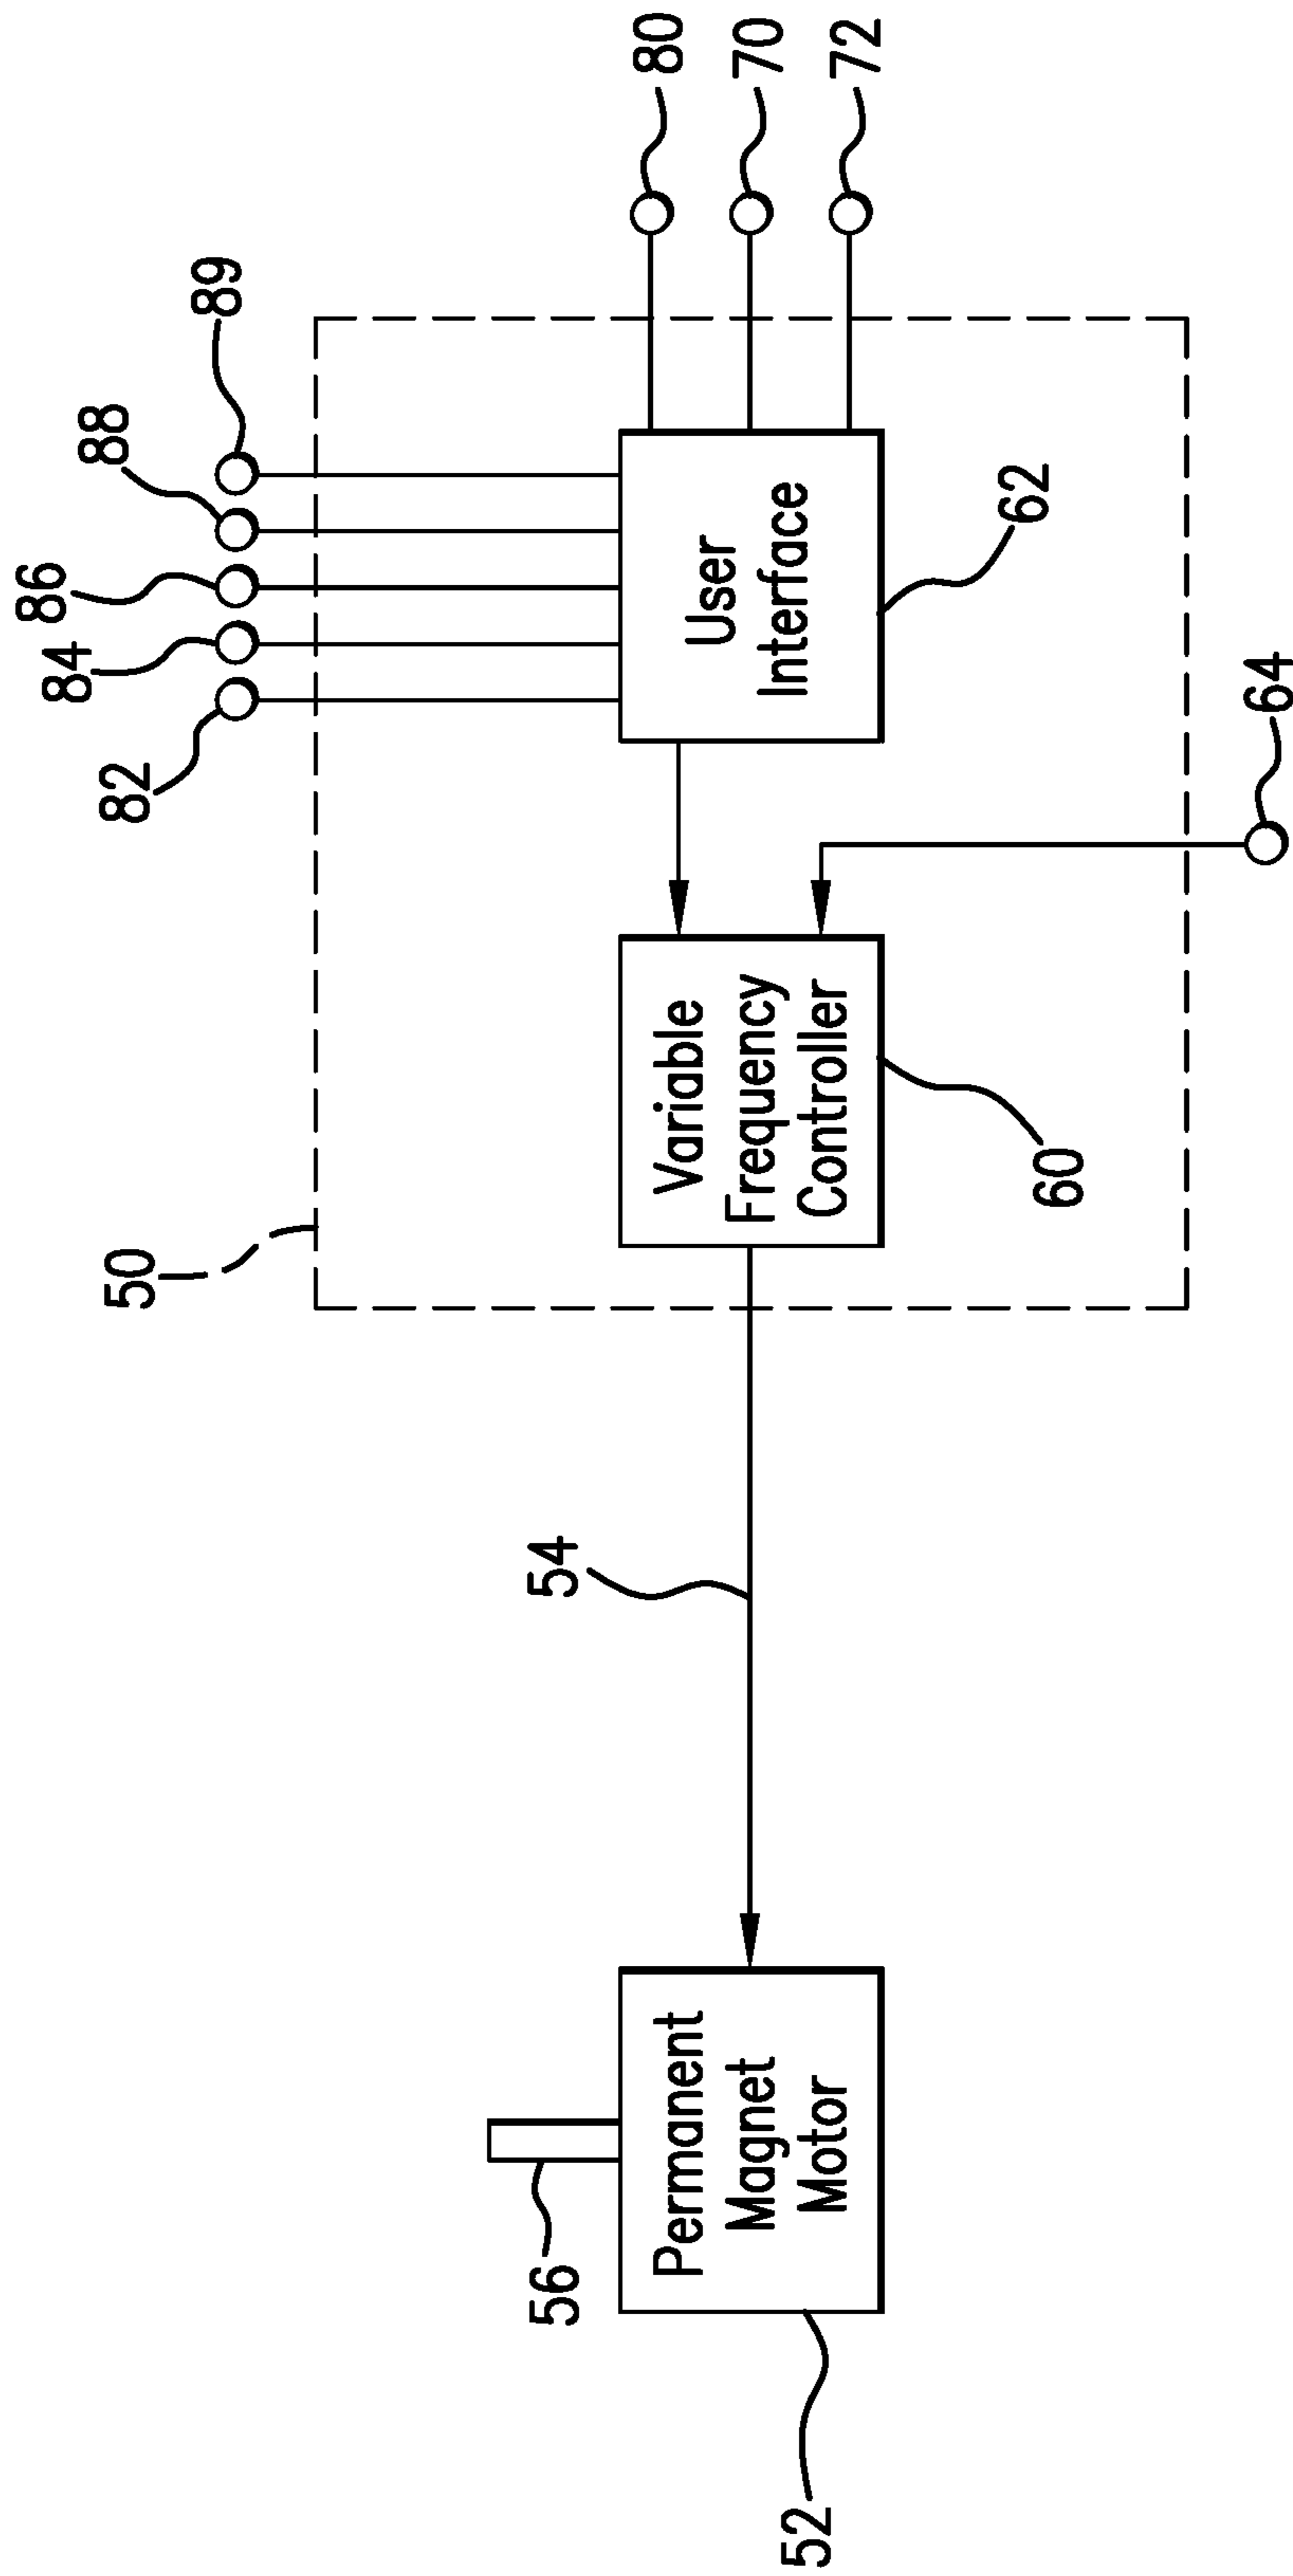 50
82
84
86
88
89
54
56
52
60
62
64
80
70
72
Permanent
Magnet
Motor
Variable
Frequency
Controller
User
Interface